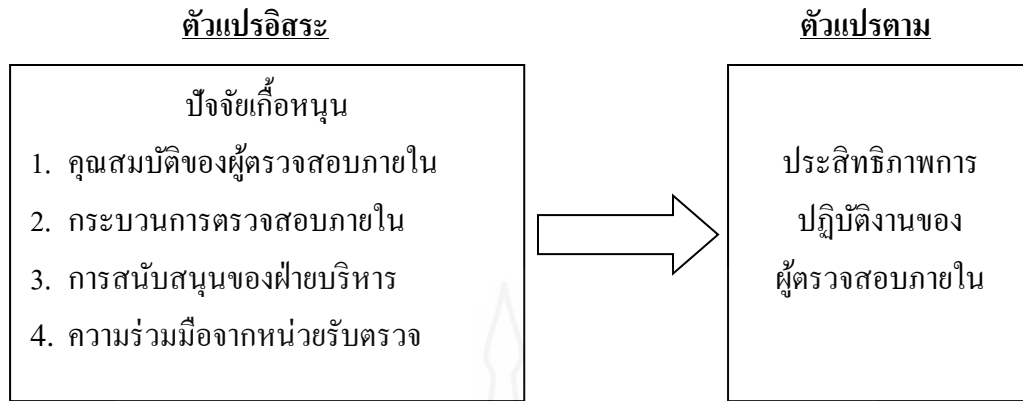 ตัวแปรอิสระ
ตัวแปรตาม
ปัจจัยเกื้อหนุน
1. คุณสมบัติของผู้ตรวจสอบภายใน
2. กระบวนการตรวจสอบภายใน
3. การสนับสนุนของฝ่ายบริหาร
4. ความร่วมมือจากหน่วยรับตรวจ
ประสิทธิภาพการ
ปฏิบัติงานของ
ผู้ตรวจสอบภายใน